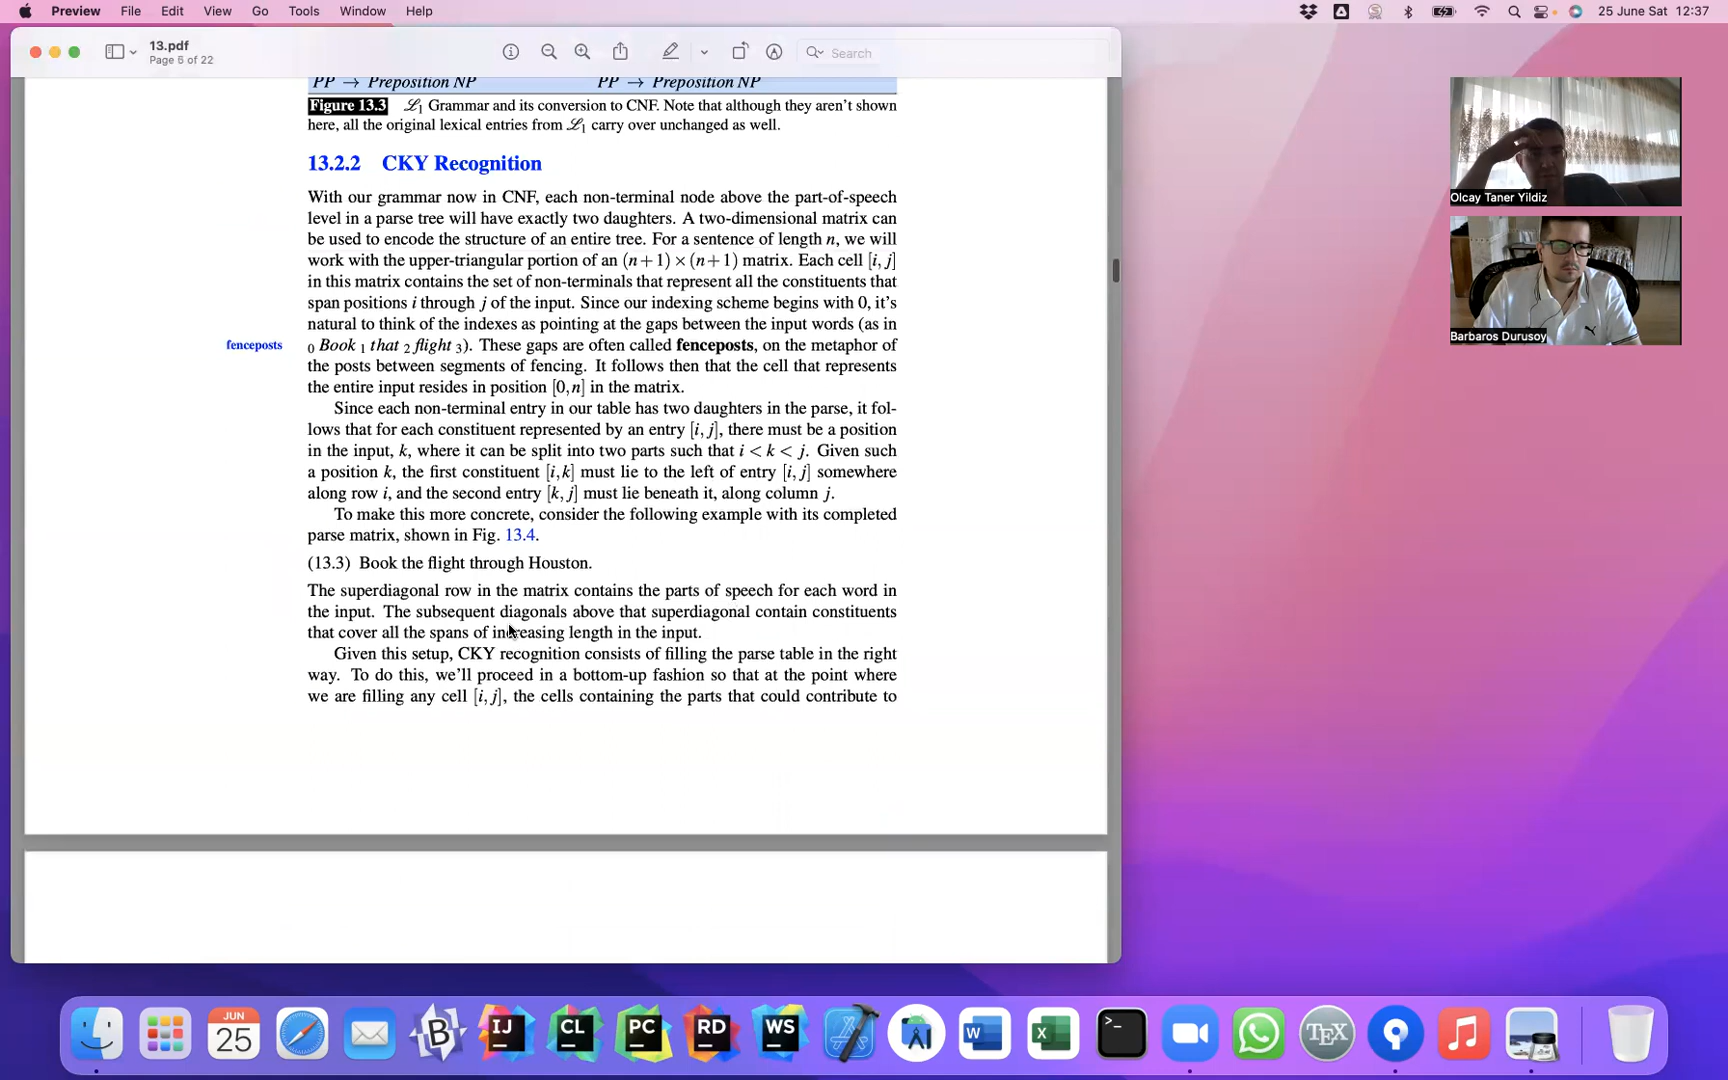 Preview File Edit View Go Tools Window Help 25 June Sat 12:37
13.pdf
Page 6 of 22
Search
PP → Preposition NP PP → Preposition NP
Figure 13.3 ℒ1 Grammar and its conversion to CNF. Note that although they aren't shown
here, all the original lexical entries from ℒ1 carry over unchanged as well.
13.2.2 CKY Recognition
With our grammar now in CNF, each non-terminal node above the part-of-speech
level in a parse tree will have exactly two daughters. A two-dimensional matrix can
be used to encode the structure of an entire tree. For a sentence of length n, we will
work with the upper-triangular portion of an (n+1) × (n+1) matrix. Each cell [i, j]
in this matrix contains the set of non-terminals that represent all the constituents that
span positions i through j of the input. Since our indexing scheme begins with 0, it's
natural to think of the indexes as pointing at the gaps between the input words (as in
fenceposts
0 Book 1 that 2 flight 3). These gaps are often called fenceposts, on the metaphor of
the posts between segments of fencing. It follows then that the cell that represents
the entire input resides in position [0,n] in the matrix.
Since each non-terminal entry in our table has two daughters in the parse, it fol-
lows that for each constituent represented by an entry [i, j], there must be a position
in the input, k, where it can be split into two parts such that i < k < j. Given such
a position k, the first constituent [i,k] must lie to the left of entry [i, j] somewhere
along row i, and the second entry [k, j] must lie beneath it, along column j.
To make this more concrete, consider the following example with its completed
parse matrix, shown in Fig. 13.4.
(13.3) Book the flight through Houston.
The superdiagonal row in the matrix contains the parts of speech for each word in
the input. The subsequent diagonals above that superdiagonal contain constituents
that cover all the spans of increasing length in the input.
Given this setup, CKY recognition consists of filling the parse table in the right
way. To do this, we'll proceed in a bottom-up fashion so that at the point where
we are filling any cell [i, j], the cells containing the parts that could contribute to
Olcay Taner Yildiz
Barbaros Durusoy
JUN
25
IJ
CL
PC
RD
WS
W
X
>_
TEX